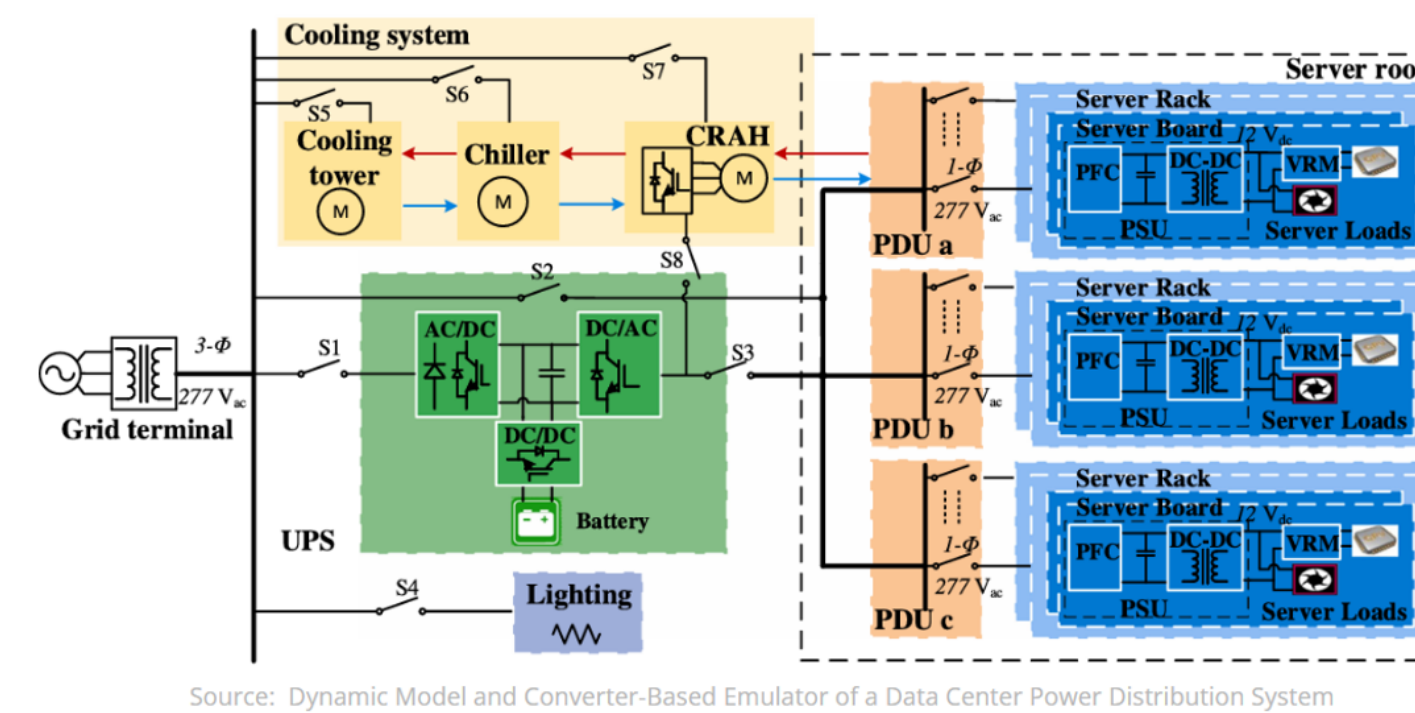 Cooling system
S7
S6
S5
Cooling
tower
M
Chiller
M
CRAH
M
S8
S2
3-Φ
277 Vac
Grid terminal
S1
AC/DC
DC/AC
S3
DC/DC
- +
Battery
UPS
S4
Lighting
Server roo
1-Φ
277 Vac
PDU a
Server Rack
Server Board
12 Vdc
PFC
DC-DC
VRM
PSU
Server Loads
1-Φ
277 Vac
PDU b
Server Rack
Server Board
12 Vdc
PFC
DC-DC
VRM
PSU
Server Loads
1-Φ
277 Vac
PDU c
Server Rack
Server Board
12 Vdc
PFC
DC-DC
VRM
PSU
Server Loads
Source: Dynamic Model and Converter-Based Emulator of a Data Center Power Distribution System